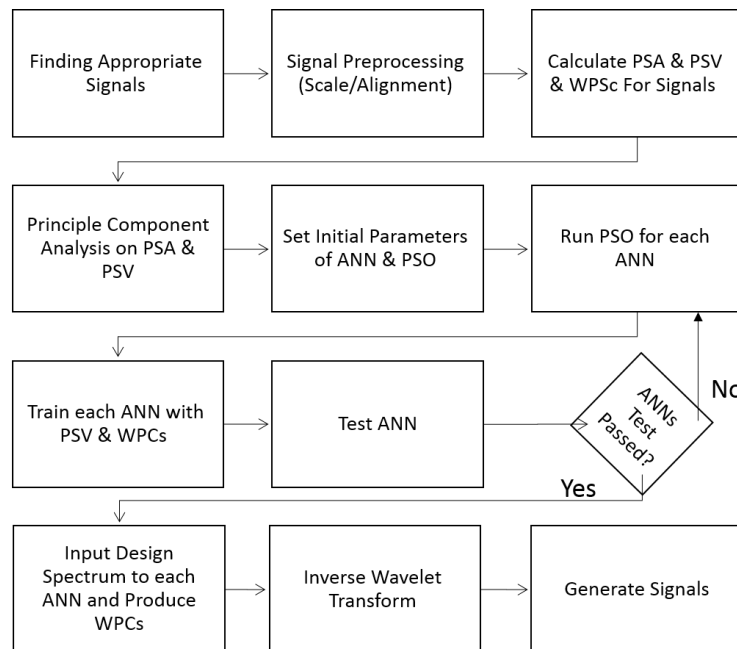 Finding Appropriate
Signals
Signal Preprocessing
(Scale/Alignment)
Calculate PSA & PSV
& WPSc For Signals
Principle Component
Analysis on PSA &
PSV
Set Initial Parameters
of ANN & PSO
Run PSO for each
ANN
Train each ANN with
PSV & WPCs
Test ANN
ANNs
Test
Passed?
No
Yes
Input Design
Spectrum to each
ANN and Produce
WPCs
Inverse Wavelet
Transform
Generate Signals